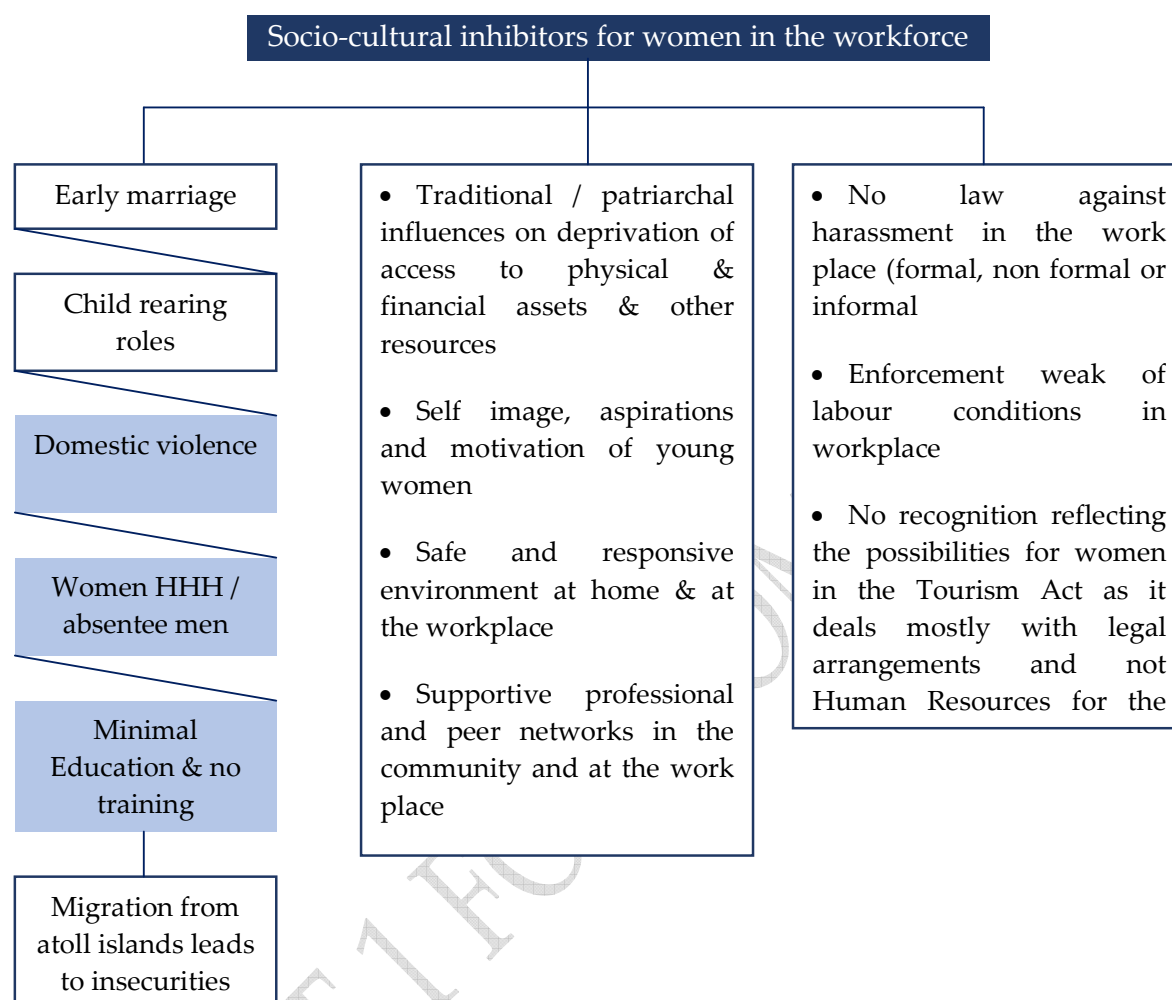 Socio-cultural inhibitors for women in the workforce
Early marriage
Child rearing
roles
Domestic violence
Women HHH /
absentee men
Minimal
Education & no
training
Migration from
atoll islands leads
to insecurities
• Traditional / patriarchal
influences on deprivation of
access to physical &
financial assets & other
resources
• Self image, aspirations
and motivation of young
women
• Safe and responsive
environment at home & at
the workplace
• Supportive professional
and peer networks in the
community and at the work
place
• No law against
harassment in the work
place (formal, non formal or
informal
• Enforcement weak of
labour conditions in
workplace
• No recognition reflecting
the possibilities for women
in the Tourism Act as it
deals mostly with legal
arrangements and not
Human Resources for the